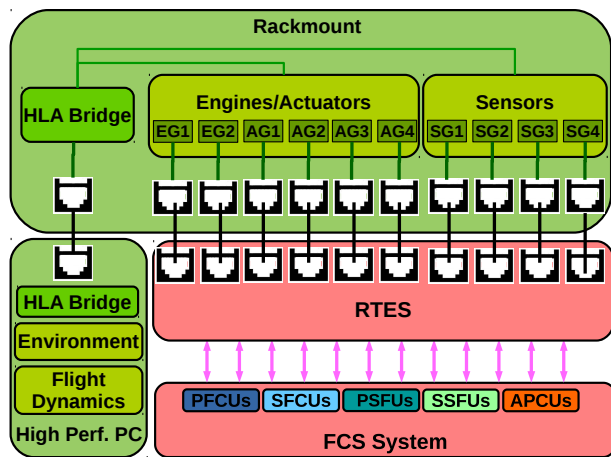 Rackmount
HLA Bridge
Engines/Actuators
Sensors
EG1 EG2 AG1 AG2 AG3 AG4
SG1 SG2 SG3 SG4
HLA Bridge
Environment
Flight
Dynamics
High Perf. PC
RTES
PFCUs SFCUs PSFUs SSFUs APCUs
FCS System